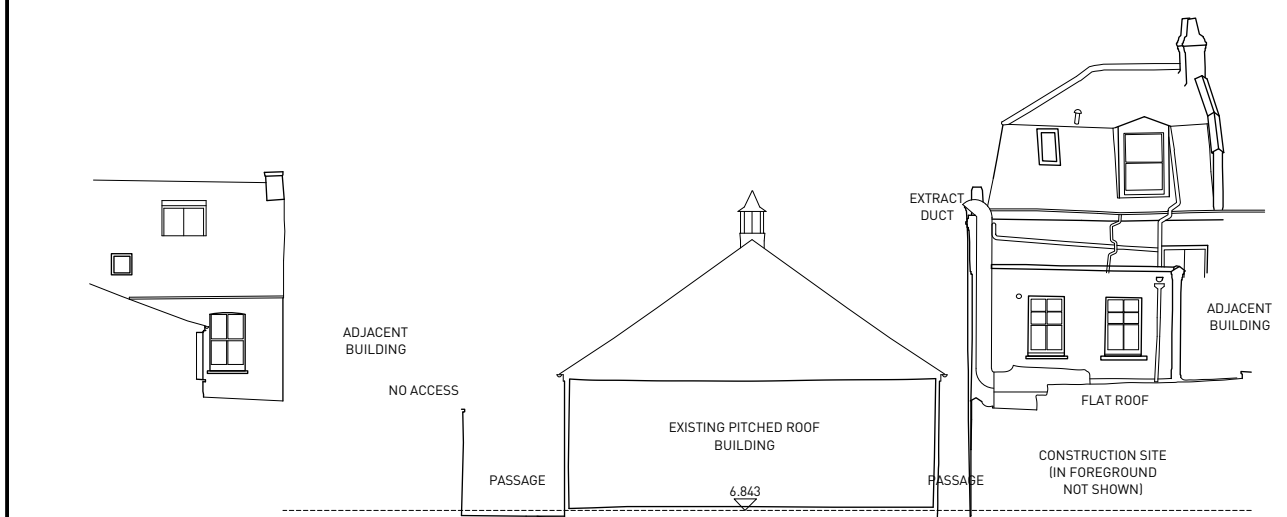 EXTRACT
DUCT
ADJACENT
BUILDING
ADJACENT
BUILDING
NO ACCESS
FLAT ROOF
EXISTING PITCHED ROOF
BUILDING
CONSTRUCTION SITE
(IN FOREGROUND
NOT SHOWN)
PASSAGE
PASSAGE
6.843